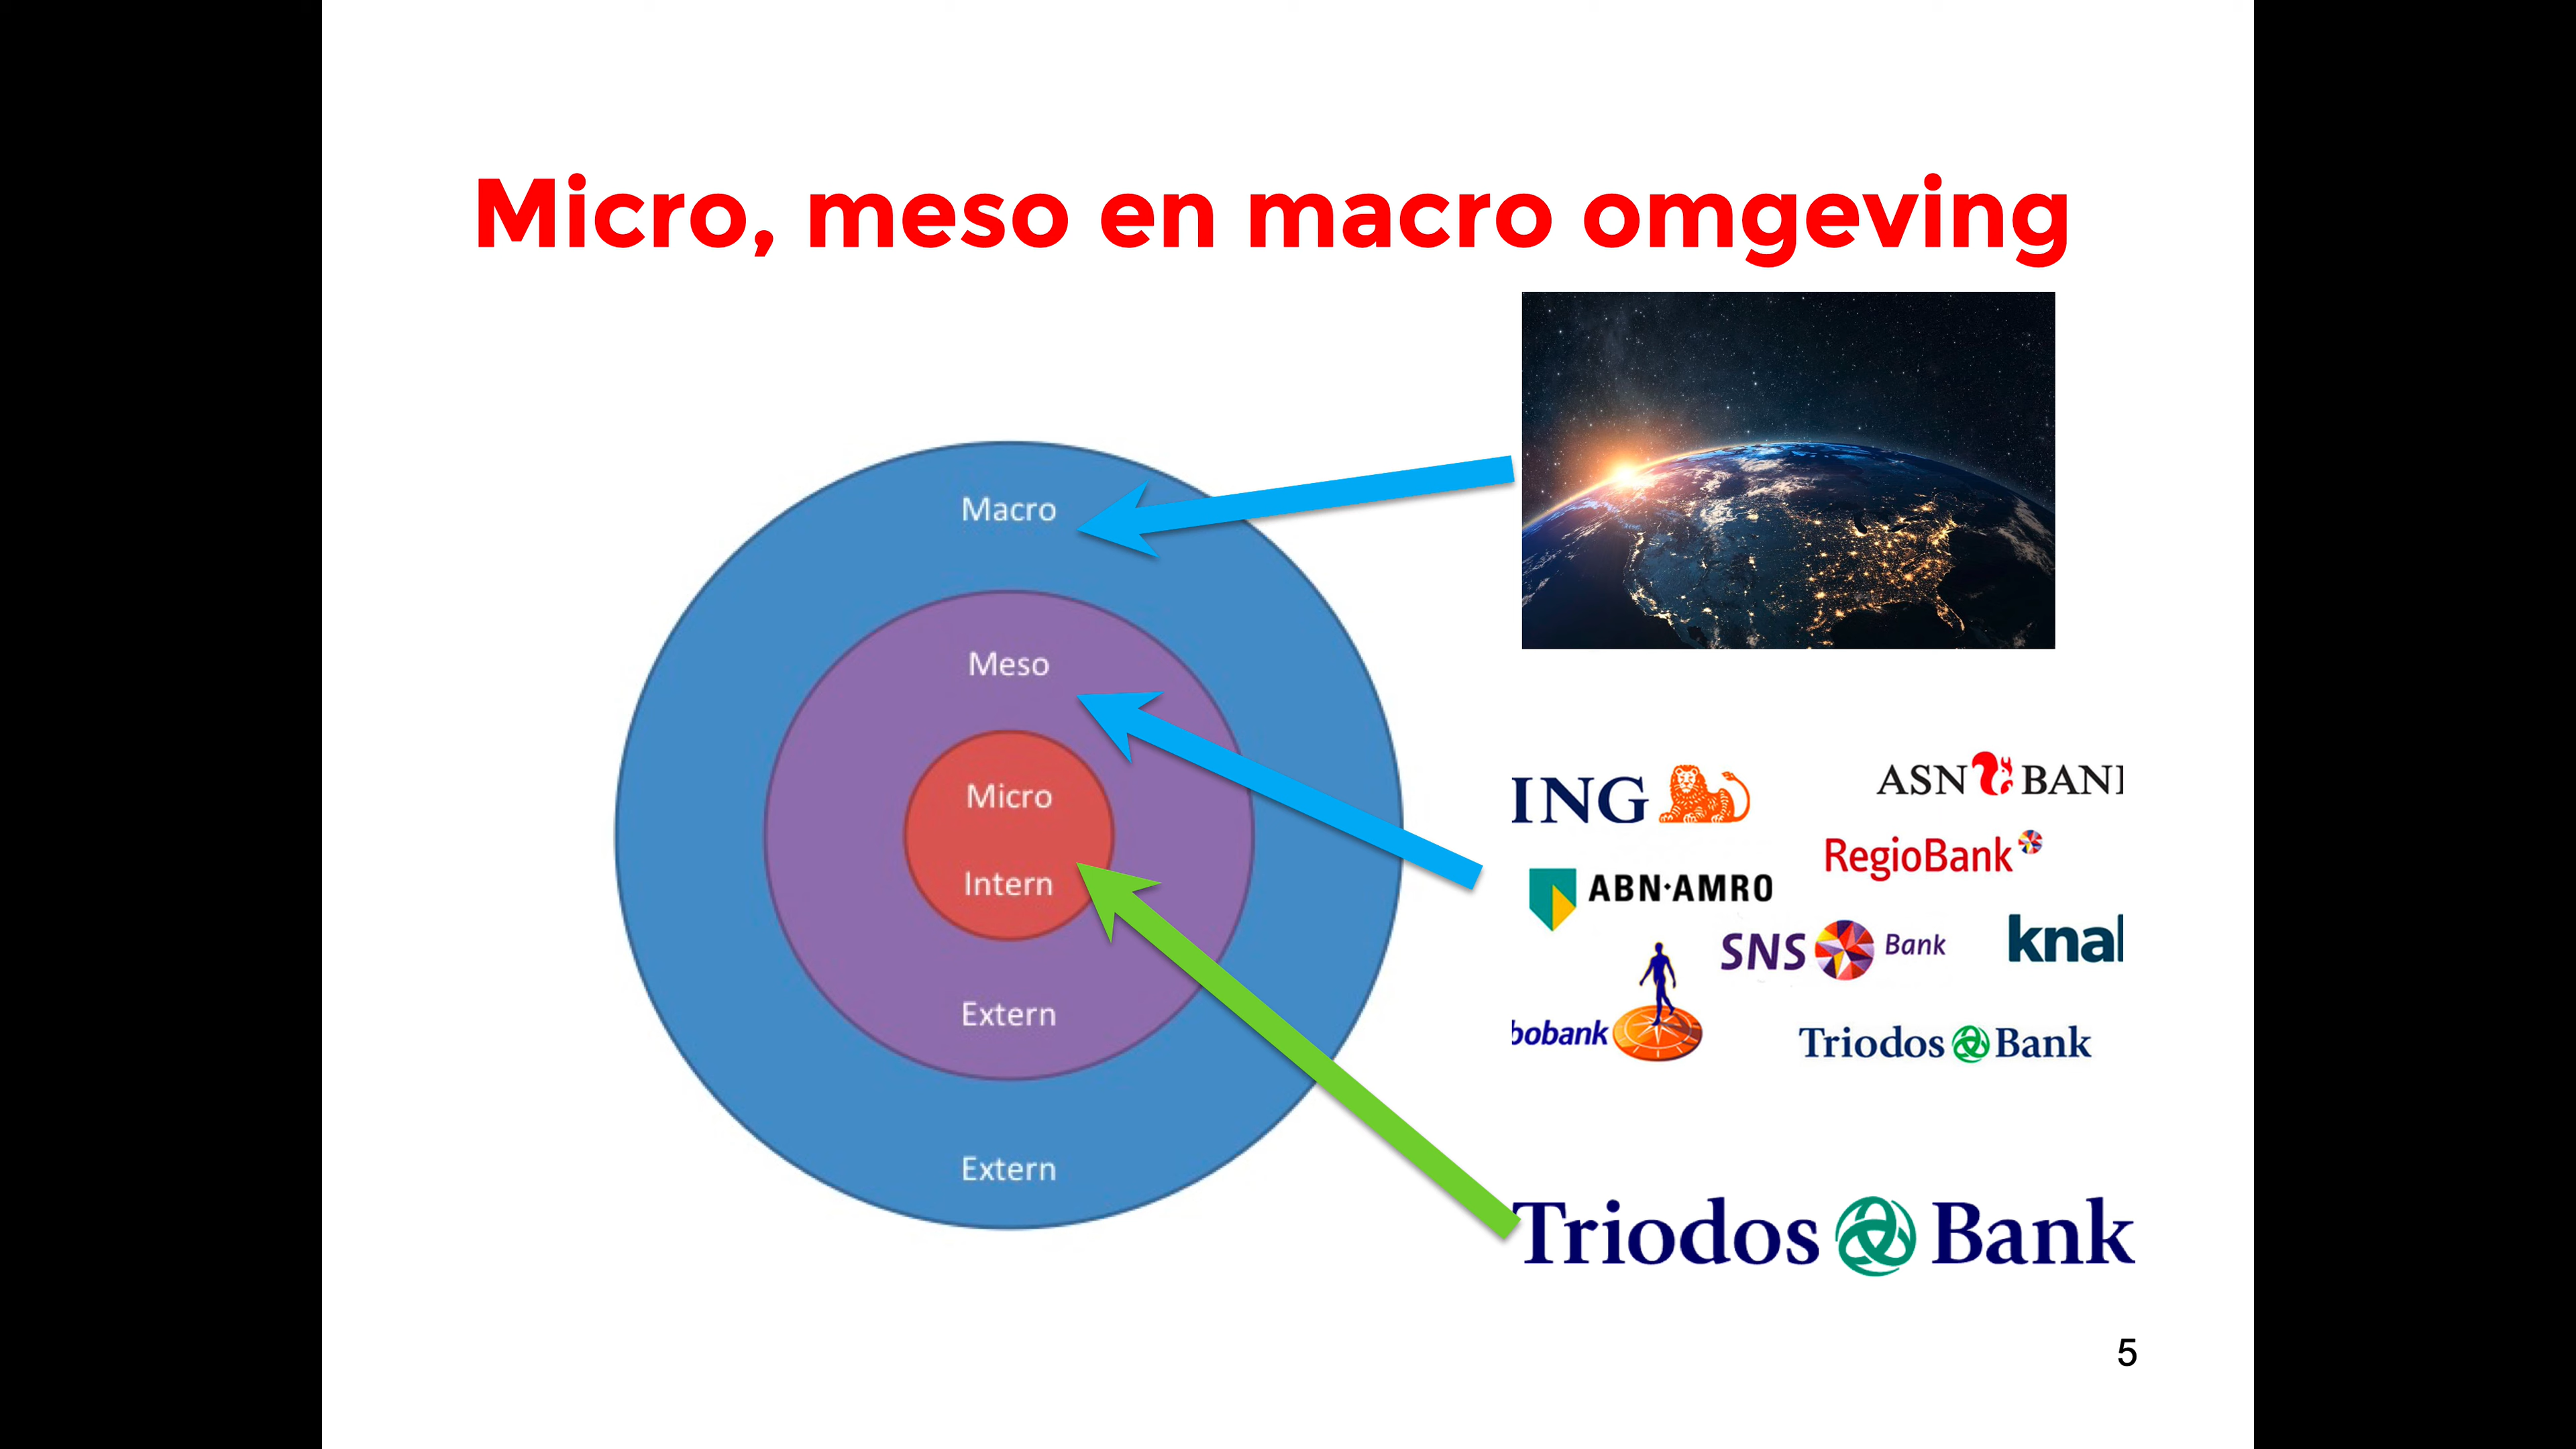 Micro, meso en macro omgeving
Macro
Meso
Micro
Intern
Extern
Extern
ING
ASN BANK
RegioBank
ABN·AMRO
SNS Bank
knab
bobank
Triodos Bank
Triodos Bank
5